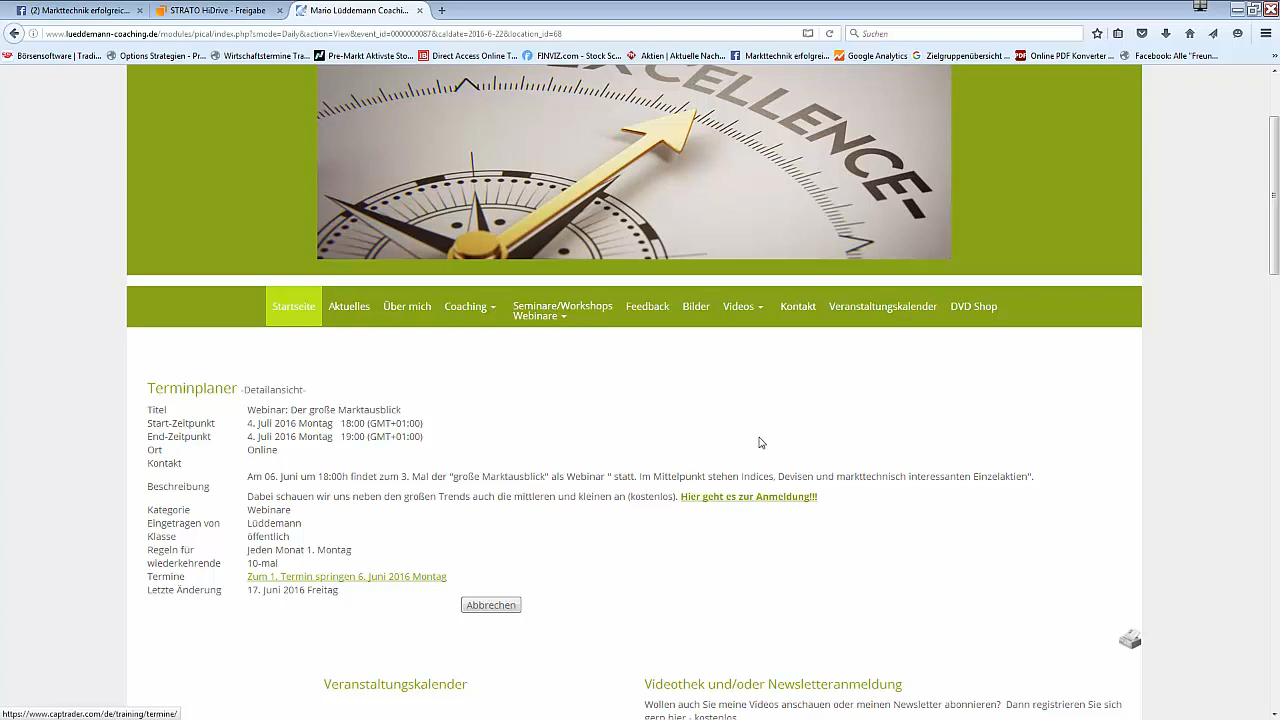 (2) Markttechnik erfolgreic... × STRATO HiDrive - Freigabe × Mario Lüddemann Coachi... × +
www.lueddemann-coaching.de/modules/pical/index.php?smode=Daily&action=View&event_id=0000000087&caldate=2016-6-22&location_id=68 Suchen
Börsensoftware | Tradi... Options Strategien - Pr... Wirtschaftstermine Tra... Pre-Markt Aktivste Sto... Direct Access Online T... FINVIZ.com - Stock Sc... Aktien | Aktuelle Nach... Markttechnik erfolgrei... Google Analytics Zielgruppenübersicht ... Online PDF Konverter ... Facebook: Alle "Freun... »
EXCELLENCE-
Startseite Aktuelles Über mich Coaching Seminare/Workshops Webinare Feedback Bilder Videos Kontakt Veranstaltungskalender DVD Shop
Terminplaner -Detailansicht-
Titel Webinar: Der große Marktausblick
Start-Zeitpunkt 4. Juli 2016 Montag 18:00 (GMT+01:00)
End-Zeitpunkt 4. Juli 2016 Montag 19:00 (GMT+01:00)
Ort Online
Kontakt
Beschreibung Am 06. Juni um 18:00h findet zum 3. Mal der "große Marktausblick" als Webinar " statt. Im Mittelpunkt stehen Indices, Devisen und markttechnisch interessanten Einzelaktien".
Dabei schauen wir uns neben den großen Trends auch die mittleren und kleinen an (kostenlos). Hier geht es zur Anmeldung!!!
Kategorie Webinare
Eingetragen von Lüddemann
Klasse öffentlich
Regeln für Jeden Monat 1. Montag
wiederkehrende 10-mal
Termine Zum 1. Termin springen 6. Juni 2016 Montag
Letzte Änderung 17. Juni 2016 Freitag
Abbrechen
Veranstaltungskalender Videothek und/oder Newsletteranmeldung
Wollen auch Sie meine Videos anschauen oder meinen Newsletter abonnieren? Dann registrieren Sie sich
gern hier - kostenlos.
https://www.captrader.com/de/training/termine/